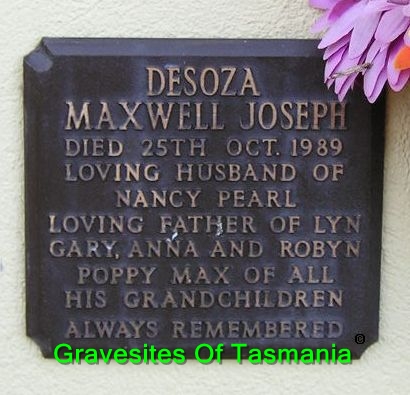 DESOZA
MAXWELL JOSEPH
DIED 25TH OCT. 1989
LOVING HUSBAND OF
NANCY PEARL
LOVING FATHER OF LYN
GARY, ANNA AND ROBYN
POPPY MAX OF ALL
HIS GRANDCHILDREN
ALWAYS REMEMBERED
Gravesites Of Tasmania ©